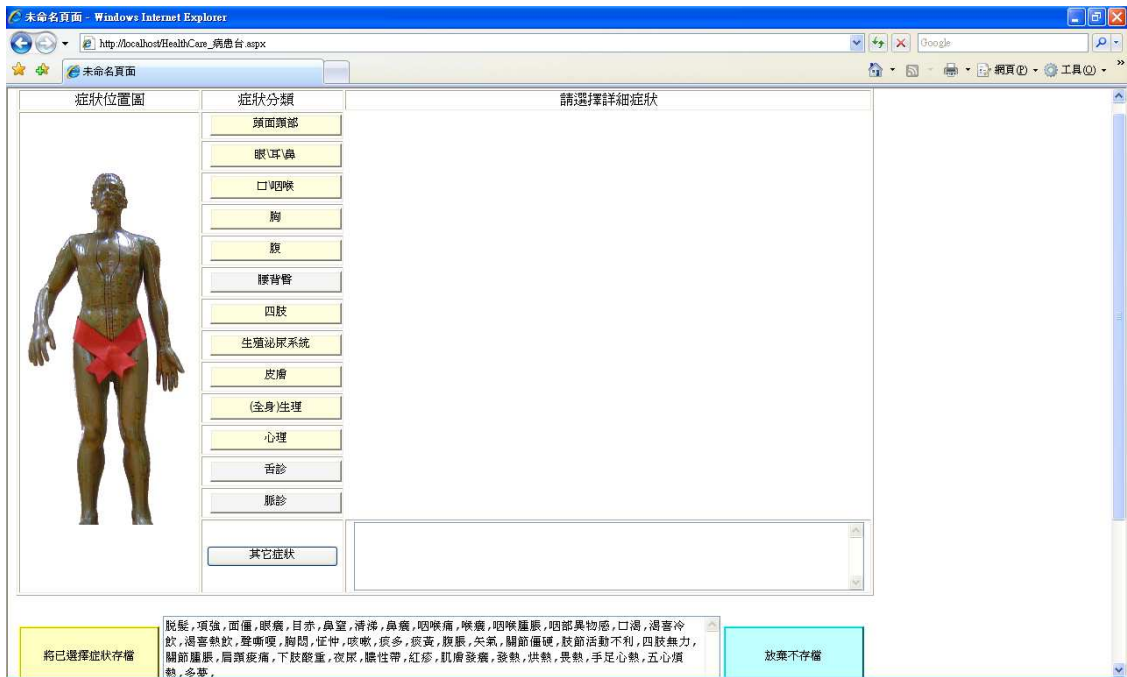 未命名頁面 - Windows Internet Explorer
http://localhost/HealthCare_病患台.aspx
Google
未命名頁面
網頁(P)
工具(O)
症狀位置圖
症狀分類
請選擇詳細症狀
頭面頸部
眼\耳\鼻
口\咽喉
胸
腹
腰背臀
四肢
生殖泌尿系統
皮膚
(全身)生理
心理
舌診
脈診
其它症狀
將已選擇症狀存檔
脫髮,項強,面僵,眼癢,目赤,鼻窒,清涕,鼻癢,咽喉痛,喉癢,咽喉腫脹,咽部異物感,口渴,渴喜冷
飲,渴喜熱飲,聲嘶啞,胸悶,怔忡,咳嗽,痰多,痰黃,腹脹,矢氣,關節僵硬,肢節活動不利,四肢無力,
關節腫脹,肩頸痠痛,下肢酸重,夜尿,膿性帶,紅疹,肌膚發癢,發熱,烘熱,畏熱,手足心熱,五心煩
熱,多夢,
放棄不存檔